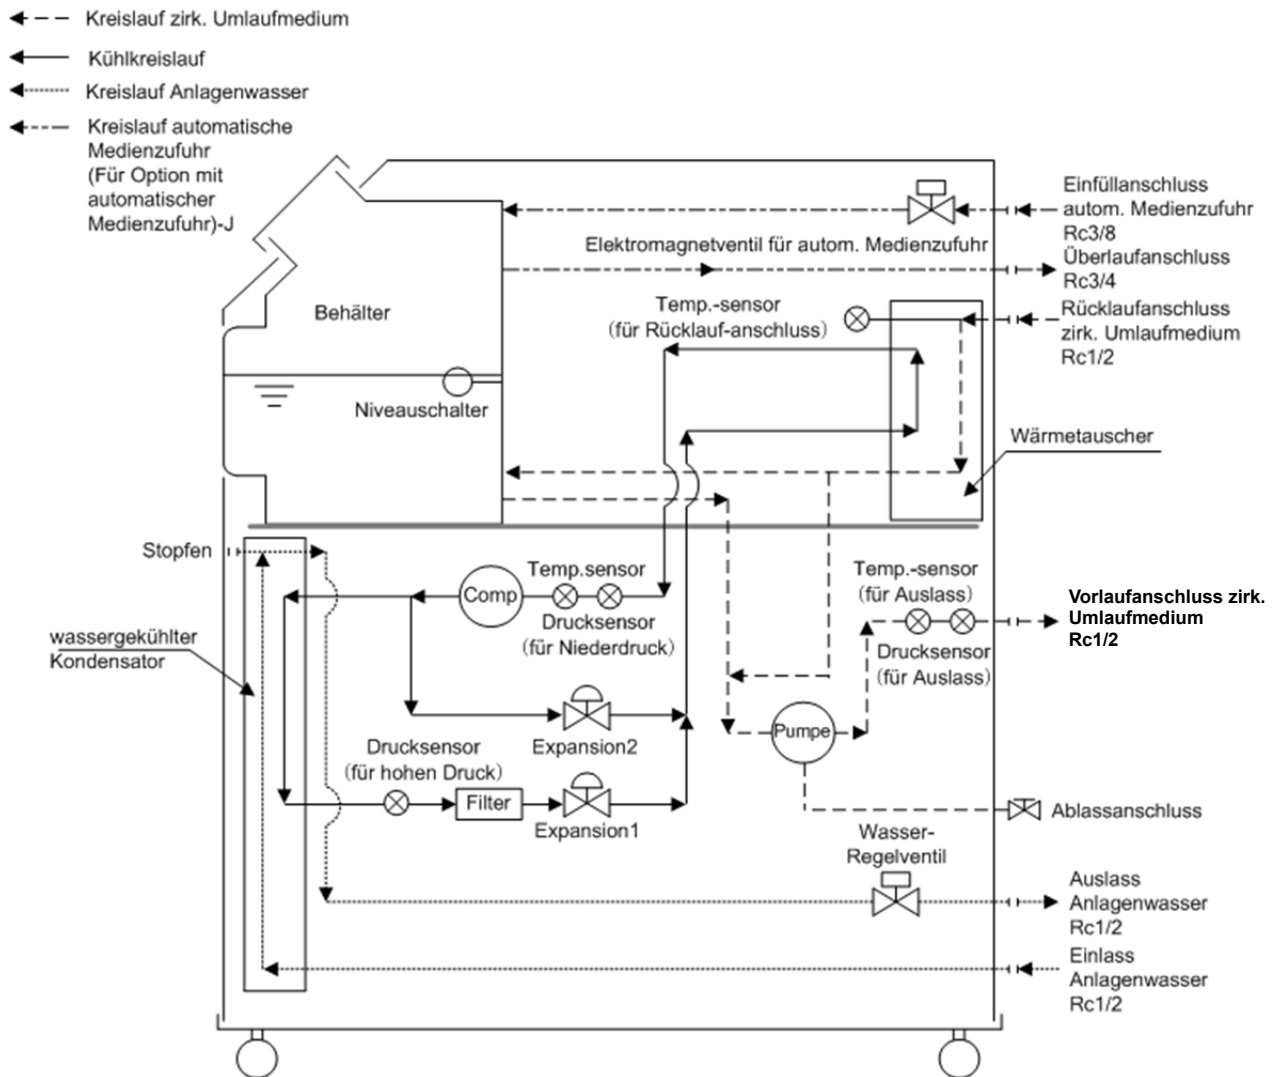 Kreislauf zirk. Umlaufmedium
Kühlkreislauf
Kreislauf Anlagenwasser
Kreislauf automatische
Medienzufuhr
(Für Option mit
automatischer
Medienzufuhr)-J
Einfüllanschluss
autom. Medienzufuhr
Rc3/8
Elektromagnetventil für autom. Medienzufuhr
Überlaufanschluss
Rc3/4
Behälter
Temp.-sensor
(für Rücklauf-anschluss)
Rücklaufanschluss
zirk. Umlaufmedium
Rc1/2
Niveauschalter
Wärmetauscher
Stopfen
Temp.sensor
Comp
Drucksensor
(für Niederdruck)
Temp.-sensor
(für Auslass)
Drucksensor
(für Auslass)
Vorlaufanschluss zirk.
Umlaufmedium
Rc1/2
wassergekühlter
Kondensator
Expansion2
Pumpe
Drucksensor
(für hohen Druck)
Filter
Expansion1
Ablassanschluss
Wasser-
Regelventil
Auslass
Anlagenwasser
Rc1/2
Einlass
Anlagenwasser
Rc1/2